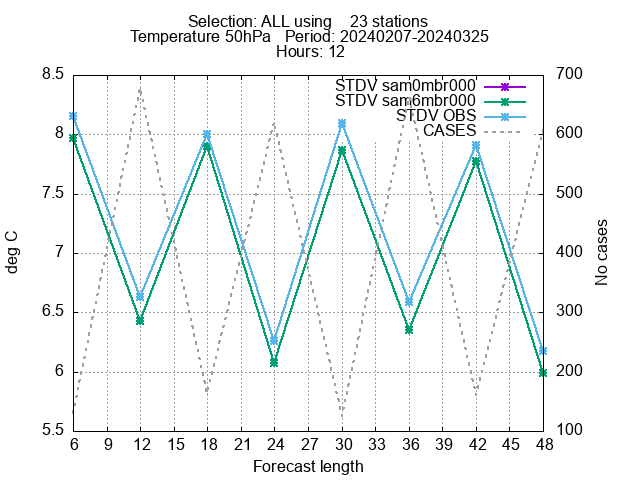 Selection: ALL using    23 stations
Temperature 50hPa   Period: 20240207-20240325
Hours: 12
8.5
8
7.5
7
6.5
6
5.5
700
600
500
400
300
200
100
STDV sam0mbr000
STDV sam6mbr000
STDV OBS
CASES
deg C
No cases
6 9 12 15 18 21 24 27 30 33 36 39 42 45 48
Forecast length